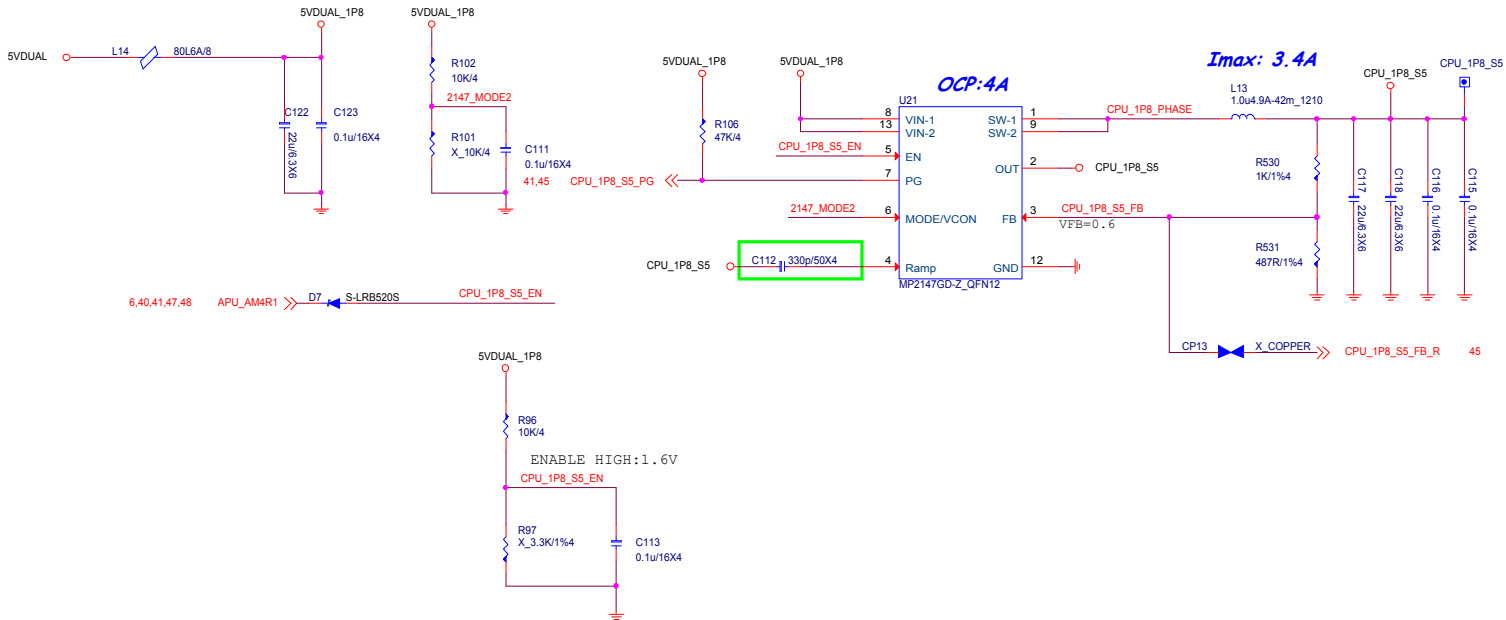 5VDUAL
L14
80L6A/8
5VDUAL_1P8
C122
22u/6.3X6
C123
0.1u/16X4
5VDUAL_1P8
R102
10K/4
2147_MODE2
R101
X_10K/4
C111
0.1u/16X4
5VDUAL_1P8
R106
47K/4
41,45 CPU_1P8_S5_PG
5VDUAL_1P8
OCP:4A
U21
8 VIN-1
13 VIN-2
CPU_1P8_S5_EN
5 EN
7 PG
2147_MODE2
6 MODE/VCON
CPU_1P8_S5
C112 330p/50X4
4 Ramp
SW-1 1
SW-2 9
OUT 2
CPU_1P8_S5
FB 3
GND 12
MP2147GD-Z_QFN12
CPU_1P8_PHASE
Imax: 3.4A
L13
1.0u4.9A-42m_1210
CPU_1P8_S5
CPU_1P8_S5
CPU_1P8_S5_FB
VFB=0.6
R530
1K/1%4
R531
487R/1%4
C117
22u/6.3X6
C118
22u/6.3X6
C116
0.1u/16X4
C115
0.1u/16X4
CP13 X_COPPER
CPU_1P8_S5_FB_R 45
6,40,41,47,48 APU_AM4R1
D7 S-LRB520S
CPU_1P8_S5_EN
5VDUAL_1P8
R96
10K/4
ENABLE HIGH:1.6V
CPU_1P8_S5_EN
R97
X_3.3K/1%4
C113
0.1u/16X4